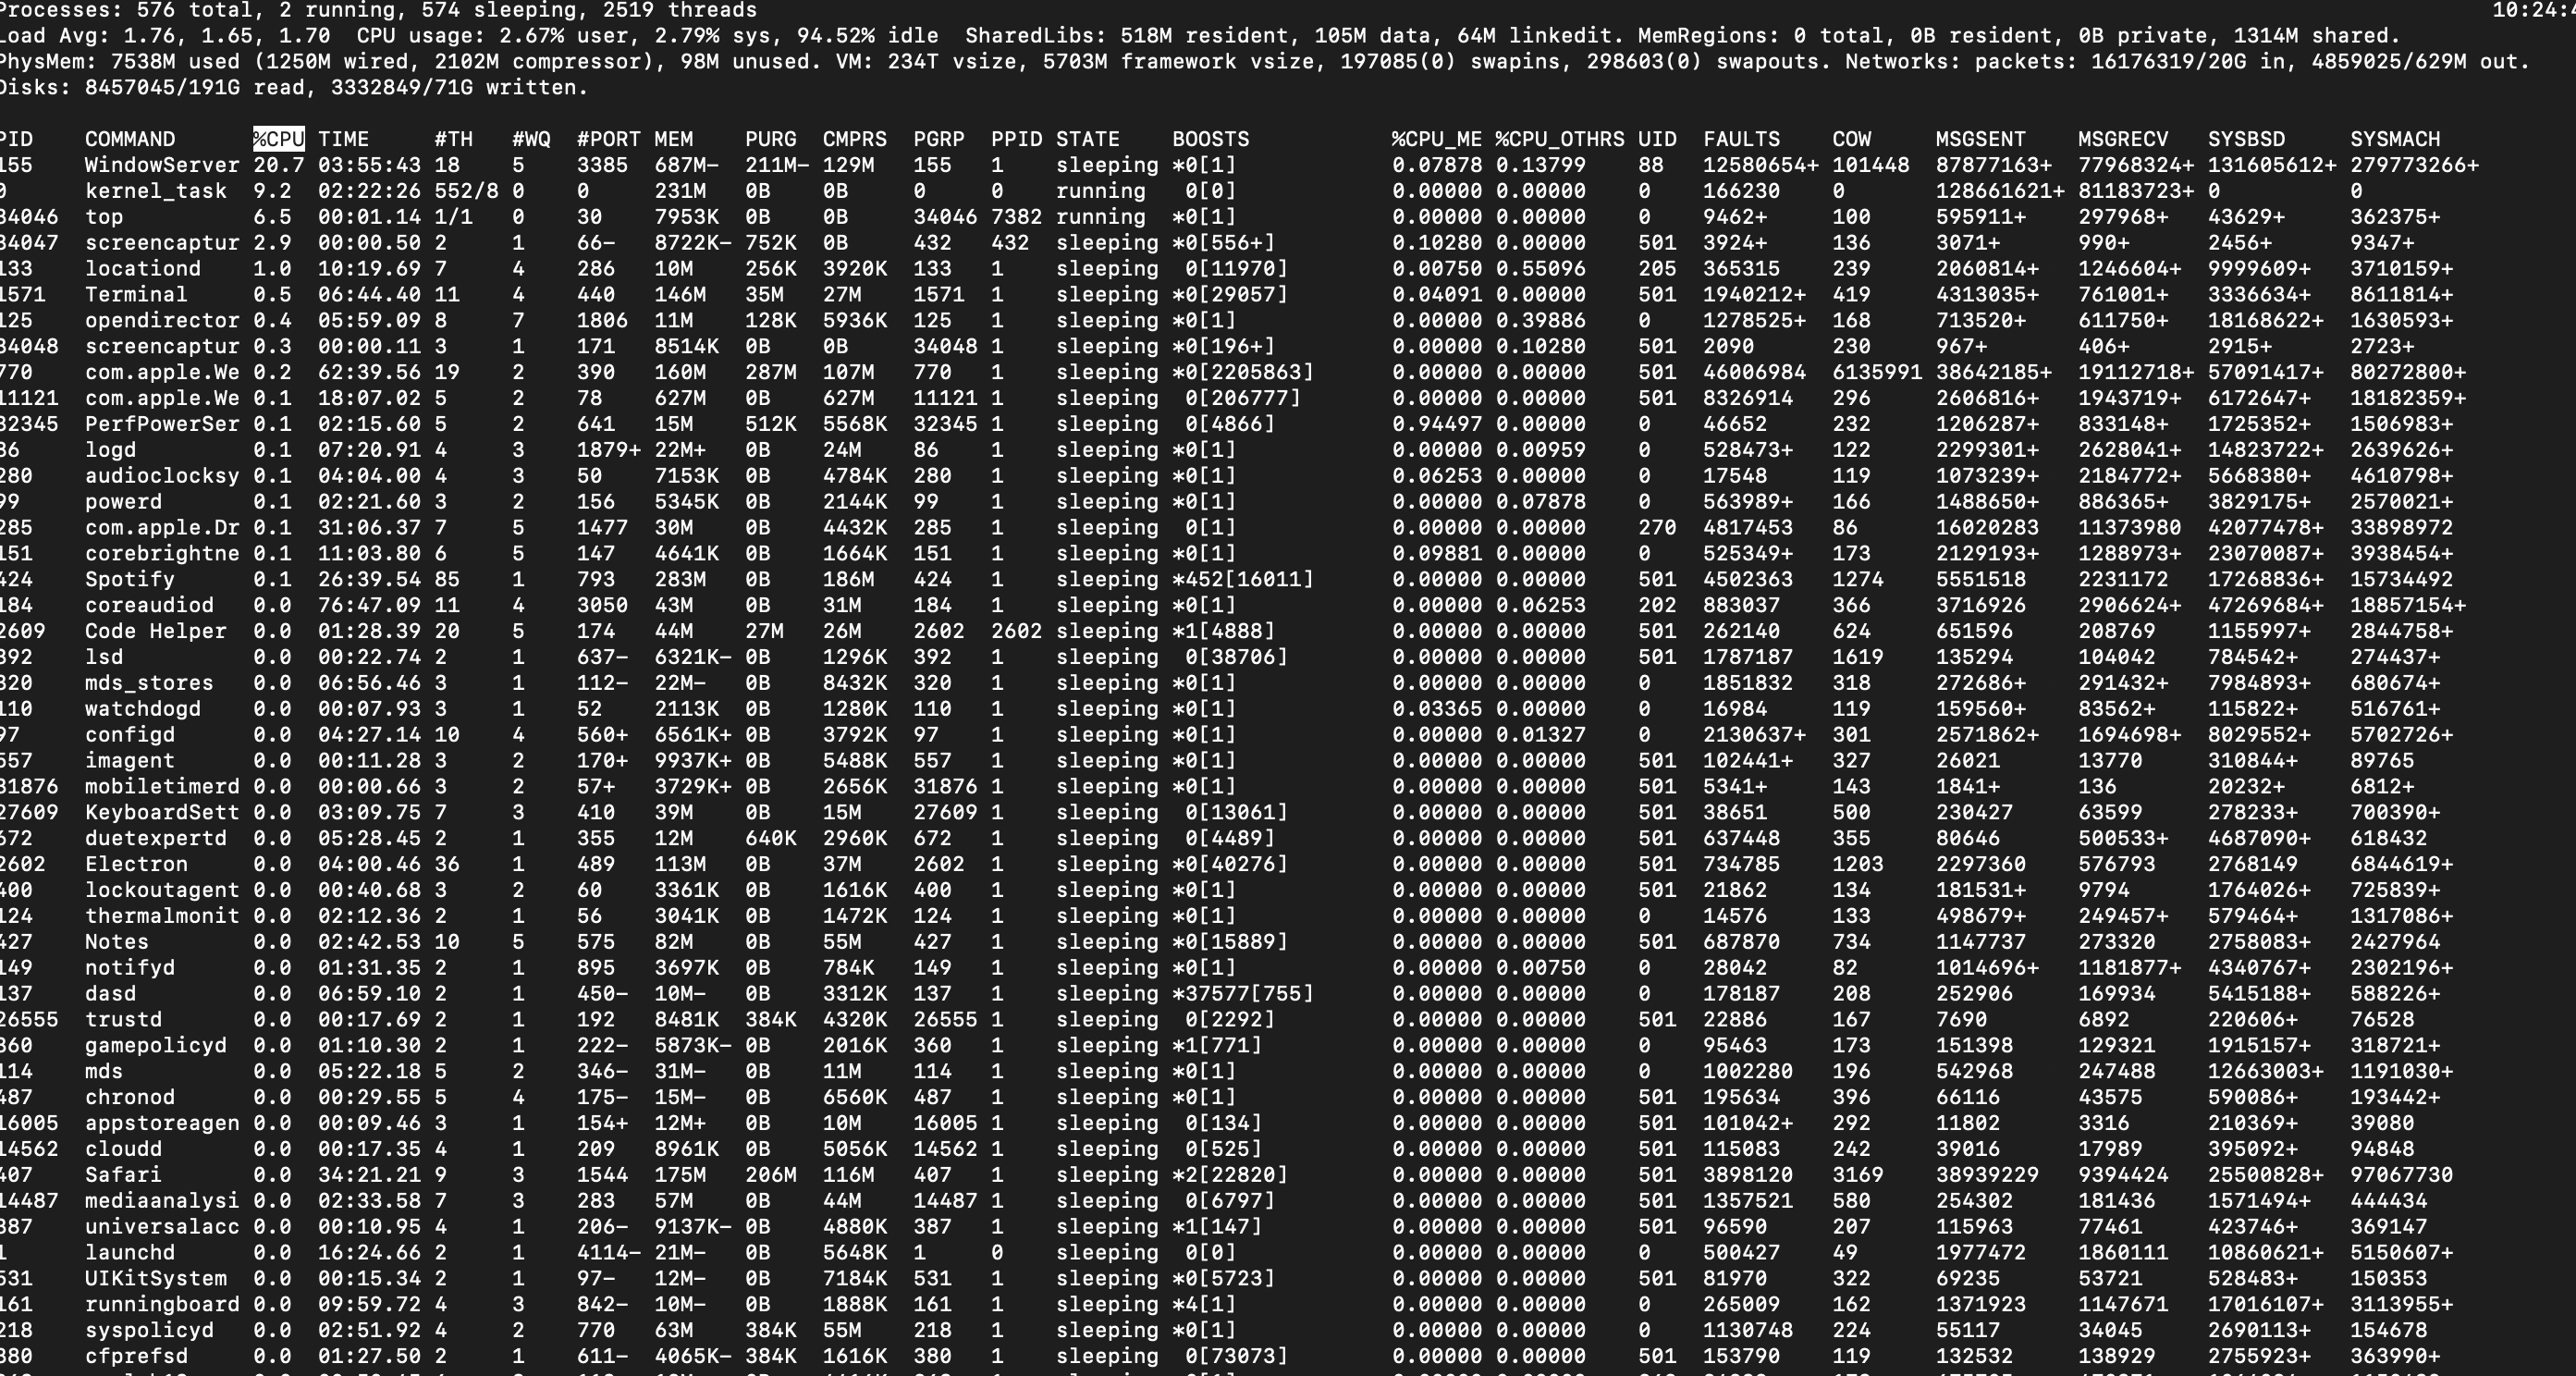 Processes: 576 total, 2 running, 574 sleeping, 2519 threads 10:24:4
Load Avg: 1.76, 1.65, 1.70 CPU usage: 2.67% user, 2.79% sys, 94.52% idle SharedLibs: 518M resident, 105M data, 64M linkedit. MemRegions: 0 total, 0B resident, 0B private, 1314M shared.
PhysMem: 7538M used (1250M wired, 2102M compressor), 98M unused. VM: 234T vsize, 5703M framework vsize, 197085(0) swapins, 298603(0) swapouts. Networks: packets: 16176319/20G in, 4859025/629M out.
Disks: 8457045/191G read, 3332849/71G written.
PID COMMAND %CPU TIME #TH #WQ #PORT MEM PURG CMPRS PGRP PPID STATE BOOSTS %CPU_ME %CPU_OTHRS UID FAULTS COW MSGSENT MSGRECV SYSBSD SYSMACH
155 WindowServer 20.7 03:55:43 18 5 3385 687M- 211M- 129M 155 1 sleeping *0[1] 0.07878 0.13799 88 12580654+ 101448 87877163+ 77968324+ 131605612+ 279773266+
0 kernel_task 9.2 02:22:26 552/8 0 0 231M 0B 0B 0 0 running 0[0] 0.00000 0.00000 0 166230 0 128661621+ 81183723+ 0 0
34046 top 6.5 00:01.14 1/1 0 30 7953K 0B 0B 34046 7382 running *0[1] 0.00000 0.00000 0 9462+ 100 595911+ 297968+ 43629+ 362375+
34047 screencaptur 2.9 00:00.50 2 1 66- 8722K- 752K 0B 432 432 sleeping *0[556+] 0.10280 0.00000 501 3924+ 136 3071+ 990+ 2456+ 9347+
133 locationd 1.0 10:19.69 7 4 286 10M 256K 3920K 133 1 sleeping 0[11970] 0.00750 0.55096 205 365315 239 2060814+ 1246604+ 9999609+ 3710159+
1571 Terminal 0.5 06:44.40 11 4 440 146M 35M 27M 1571 1 sleeping *0[29057] 0.04091 0.00000 501 1940212+ 419 4313035+ 761001+ 3336634+ 8611814+
125 opendirector 0.4 05:59.09 8 7 1806 11M 128K 5936K 125 1 sleeping *0[1] 0.00000 0.39886 0 1278525+ 168 713520+ 611750+ 18168622+ 1630593+
34048 screencaptur 0.3 00:00.11 3 1 171 8514K 0B 0B 34048 1 sleeping *0[196+] 0.00000 0.10280 501 2090 230 967+ 406+ 2915+ 2723+
770 com.apple.We 0.2 62:39.56 19 2 390 160M 287M 107M 770 1 sleeping *0[2205863] 0.00000 0.00000 501 46006984 6135991 38642185+ 19112718+ 57091417+ 80272800+
11121 com.apple.We 0.1 18:07.02 5 2 78 627M 0B 627M 11121 1 sleeping 0[206777] 0.00000 0.00000 501 8326914 296 2606816+ 1943719+ 6172647+ 18182359+
32345 PerfPowerSer 0.1 02:15.60 5 2 641 15M 512K 5568K 32345 1 sleeping 0[4866] 0.94497 0.00000 0 46652 232 1206287+ 833148+ 1725352+ 1506983+
86 logd 0.1 07:20.91 4 3 1879+ 22M+ 0B 24M 86 1 sleeping *0[1] 0.00000 0.00959 0 528473+ 122 2299301+ 2628041+ 14823722+ 2639626+
280 audioclocksy 0.1 04:04.00 4 3 50 7153K 0B 4784K 280 1 sleeping *0[1] 0.06253 0.00000 0 17548 119 1073239+ 2184772+ 5668380+ 4610798+
99 powerd 0.1 02:21.60 3 2 156 5345K 0B 2144K 99 1 sleeping *0[1] 0.00000 0.07878 0 563989+ 166 1488650+ 886365+ 3829175+ 2570021+
285 com.apple.Dr 0.1 31:06.37 7 5 1477 30M 0B 4432K 285 1 sleeping 0[1] 0.00000 0.00000 270 4817453 86 16020283 11373980 42077478+ 33898972
151 corebrightne 0.1 11:03.80 6 5 147 4641K 0B 1664K 151 1 sleeping *0[1] 0.09881 0.00000 0 525349+ 173 2129193+ 1288973+ 23070087+ 3938454+
424 Spotify 0.1 26:39.54 85 1 793 283M 0B 186M 424 1 sleeping *452[16011] 0.00000 0.00000 501 4502363 1274 5551518 2231172 17268836+ 15734492
184 coreaudiod 0.0 76:47.09 11 4 3050 43M 0B 31M 184 1 sleeping *0[1] 0.00000 0.06253 202 883037 366 3716926 2906624+ 47269684+ 18857154+
2609 Code Helper 0.0 01:28.39 20 5 174 44M 27M 26M 2602 2602 sleeping *1[4888] 0.00000 0.00000 501 262140 624 651596 208769 1155997+ 2844758+
392 lsd 0.0 00:22.74 2 1 637- 6321K- 0B 1296K 392 1 sleeping 0[38706] 0.00000 0.00000 501 1787187 1619 135294 104042 784542+ 274437+
320 mds_stores 0.0 06:56.46 3 1 112- 22M- 0B 8432K 320 1 sleeping *0[1] 0.00000 0.00000 0 1851832 318 272686+ 291432+ 7984893+ 680674+
110 watchdogd 0.0 00:07.93 3 1 52 2113K 0B 1280K 110 1 sleeping *0[1] 0.03365 0.00000 0 16984 119 159560+ 83562+ 115822+ 516761+
97 configd 0.0 04:27.14 10 4 560+ 6561K+ 0B 3792K 97 1 sleeping *0[1] 0.00000 0.01327 0 2130637+ 301 2571862+ 1694698+ 8029552+ 5702726+
557 imagent 0.0 00:11.28 3 2 170+ 9937K+ 0B 5488K 557 1 sleeping *0[1] 0.00000 0.00000 501 102441+ 327 26021 13770 310844+ 89765
31876 mobiletimerd 0.0 00:00.66 3 2 57+ 3729K+ 0B 2656K 31876 1 sleeping *0[1] 0.00000 0.00000 501 5341+ 143 1841+ 136 20232+ 6812+
27609 KeyboardSett 0.0 03:09.75 7 3 410 39M 0B 15M 27609 1 sleeping 0[13061] 0.00000 0.00000 501 38651 500 230427 63599 278233+ 700390+
672 duetexpertd 0.0 05:28.45 2 1 355 12M 640K 2960K 672 1 sleeping 0[4489] 0.00000 0.00000 501 637448 355 80646 500533+ 4687090+ 618432
2602 Electron 0.0 04:00.46 36 1 489 113M 0B 37M 2602 1 sleeping *0[40276] 0.00000 0.00000 501 734785 1203 2297360 576793 2768149 6844619+
400 lockoutagent 0.0 00:40.68 3 2 60 3361K 0B 1616K 400 1 sleeping *0[1] 0.00000 0.00000 501 21862 134 181531+ 9794 1764026+ 725839+
124 thermalmonit 0.0 02:12.36 2 1 56 3041K 0B 1472K 124 1 sleeping *0[1] 0.00000 0.00000 0 14576 133 498679+ 249457+ 579464+ 1317086+
427 Notes 0.0 02:42.53 10 5 575 82M 0B 55M 427 1 sleeping *0[15889] 0.00000 0.00000 501 687870 734 1147737 273320 2758083+ 2427964
149 notifyd 0.0 01:31.35 2 1 895 3697K 0B 784K 149 1 sleeping *0[1] 0.00000 0.00750 0 28042 82 1014696+ 1181877+ 4340767+ 2302196+
137 dasd 0.0 06:59.10 2 1 450- 10M- 0B 3312K 137 1 sleeping *37577[755] 0.00000 0.00000 0 178187 208 252906 169934 5415188+ 588226+
26555 trustd 0.0 00:17.69 2 1 192 8481K 384K 4320K 26555 1 sleeping 0[2292] 0.00000 0.00000 501 22886 167 7690 6892 220606+ 76528
360 gamepolicyd 0.0 01:10.30 2 1 222- 5873K- 0B 2016K 360 1 sleeping *1[771] 0.00000 0.00000 0 95463 173 151398 129321 1915157+ 318721+
114 mds 0.0 05:22.18 5 2 346- 31M- 0B 11M 114 1 sleeping *0[1] 0.00000 0.00000 0 1002280 196 542968 247488 12663003+ 1191030+
487 chronod 0.0 00:29.55 5 4 175- 15M- 0B 6560K 487 1 sleeping *0[1] 0.00000 0.00000 501 195634 396 66116 43575 590086+ 193442+
16005 appstoreagen 0.0 00:09.46 3 1 154+ 12M+ 0B 10M 16005 1 sleeping 0[134] 0.00000 0.00000 501 101042+ 292 11802 3316 210369+ 39080
14562 cloudd 0.0 00:17.35 4 1 209 8961K 0B 5056K 14562 1 sleeping 0[525] 0.00000 0.00000 501 115083 242 39016 17989 395092+ 94848
407 Safari 0.0 34:21.21 9 3 1544 175M 206M 116M 407 1 sleeping *2[22820] 0.00000 0.00000 501 3898120 3169 38939229 9394424 25500828+ 97067730
14487 mediaanalysi 0.0 02:33.58 7 3 283 57M 0B 44M 14487 1 sleeping 0[6797] 0.00000 0.00000 501 1357521 580 254302 181436 1571494+ 444434
387 universalacc 0.0 00:10.95 4 1 206- 9137K- 0B 4880K 387 1 sleeping *1[147] 0.00000 0.00000 501 96590 207 115963 77461 423746+ 369147
1 launchd 0.0 16:24.66 2 1 4114- 21M- 0B 5648K 1 0 sleeping 0[0] 0.00000 0.00000 0 500427 49 1977472 1860111 10860621+ 5150607+
531 UIKitSystem 0.0 00:15.34 2 1 97- 12M- 0B 7184K 531 1 sleeping *0[5723] 0.00000 0.00000 501 81970 322 69235 53721 528483+ 150353
161 runningboard 0.0 09:59.72 4 3 842- 10M- 0B 1888K 161 1 sleeping *4[1] 0.00000 0.00000 0 265009 162 1371923 1147671 17016107+ 3113955+
218 syspolicyd 0.0 02:51.92 4 2 770 63M 384K 55M 218 1 sleeping *0[1] 0.00000 0.00000 0 1130748 224 55117 34045 2690113+ 154678
380 cfprefsd 0.0 01:27.50 2 1 611- 4065K- 384K 1616K 380 1 sleeping 0[73073] 0.00000 0.00000 501 153790 119 132532 138929 2755923+ 363990+